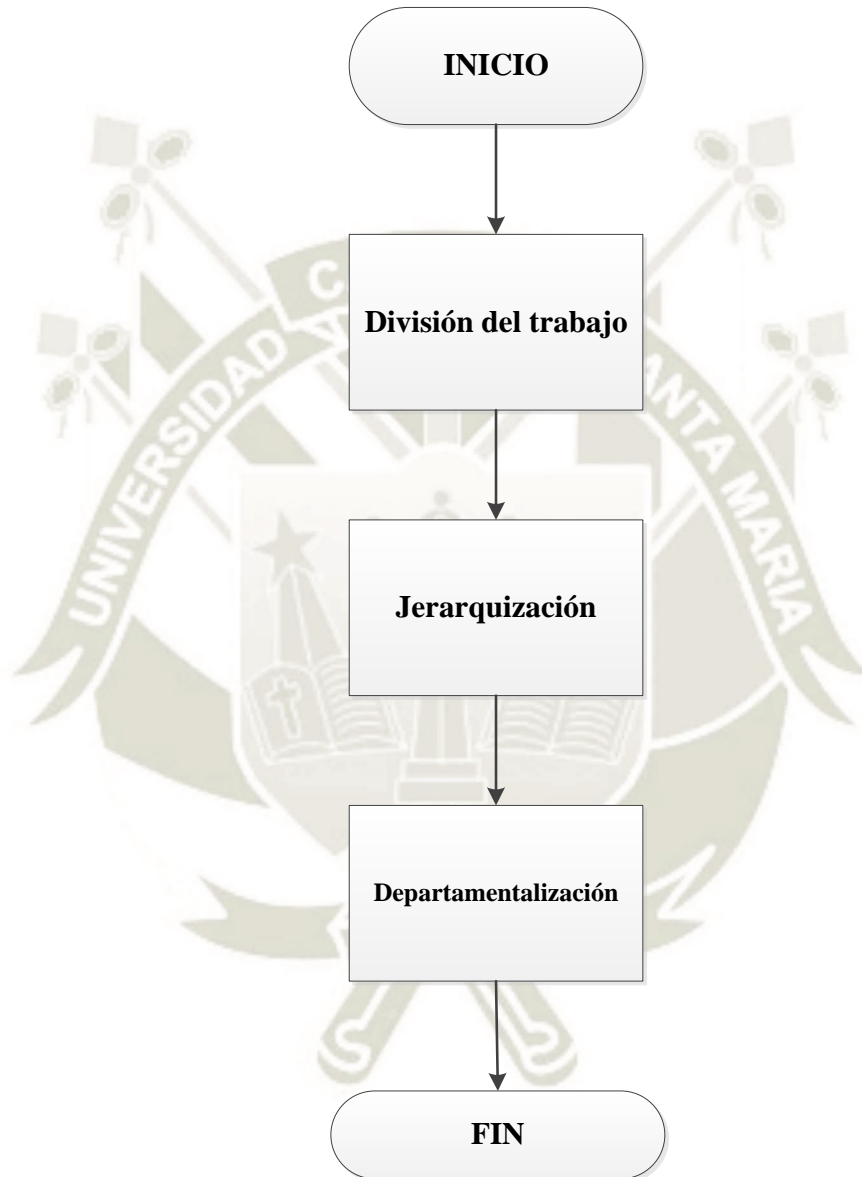 INICIO
División del trabajo
Jerarquización
Departamentalización
FIN
UNIVERSIDAD C
ANTA MARIA